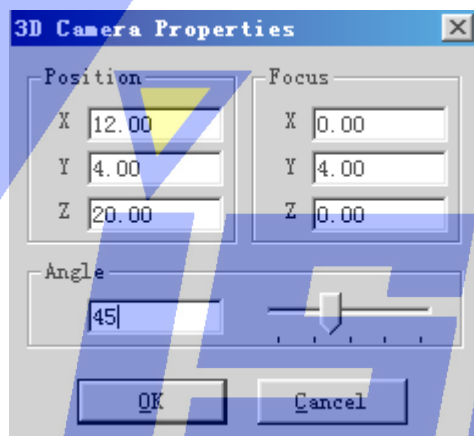 3D Camera Properties
Position
X 12.00
Y 4.00
Z 20.00
Focus
X 0.00
Y 4.00
Z 0.00
Angle
45
OK
Cancel